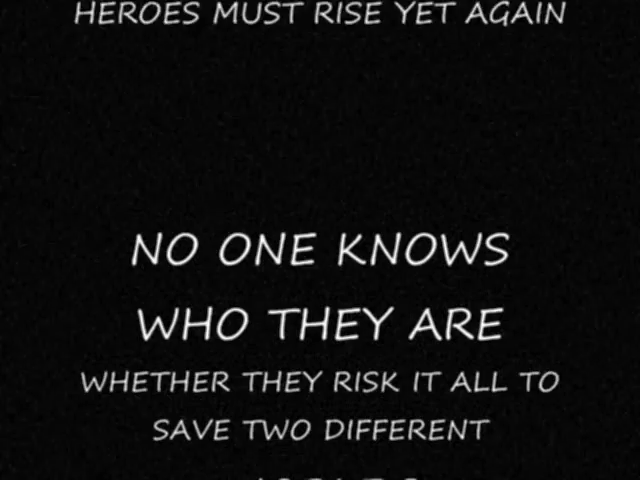 HEROES MUST RISE YET AGAIN
NO ONE KNOWS
WHO THEY ARE
WHETHER THEY RISK IT ALL TO
SAVE TWO DIFFERENT